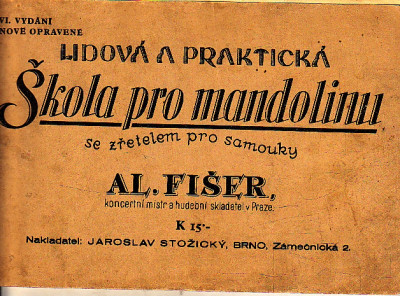 VI. VYDÁNÍ
NOVĚ OPRAVENÉ
LIDOVÁ A PRAKTICKÁ
Škola pro mandolinu
se zřetelem pro samouky
AL. FIŠER,
koncertní mistr a hudební skladatel v Praze.
K 15·-
Nakladatel: JAROSLAV STOŽICKÝ, BRNO, Zámečnická 2.